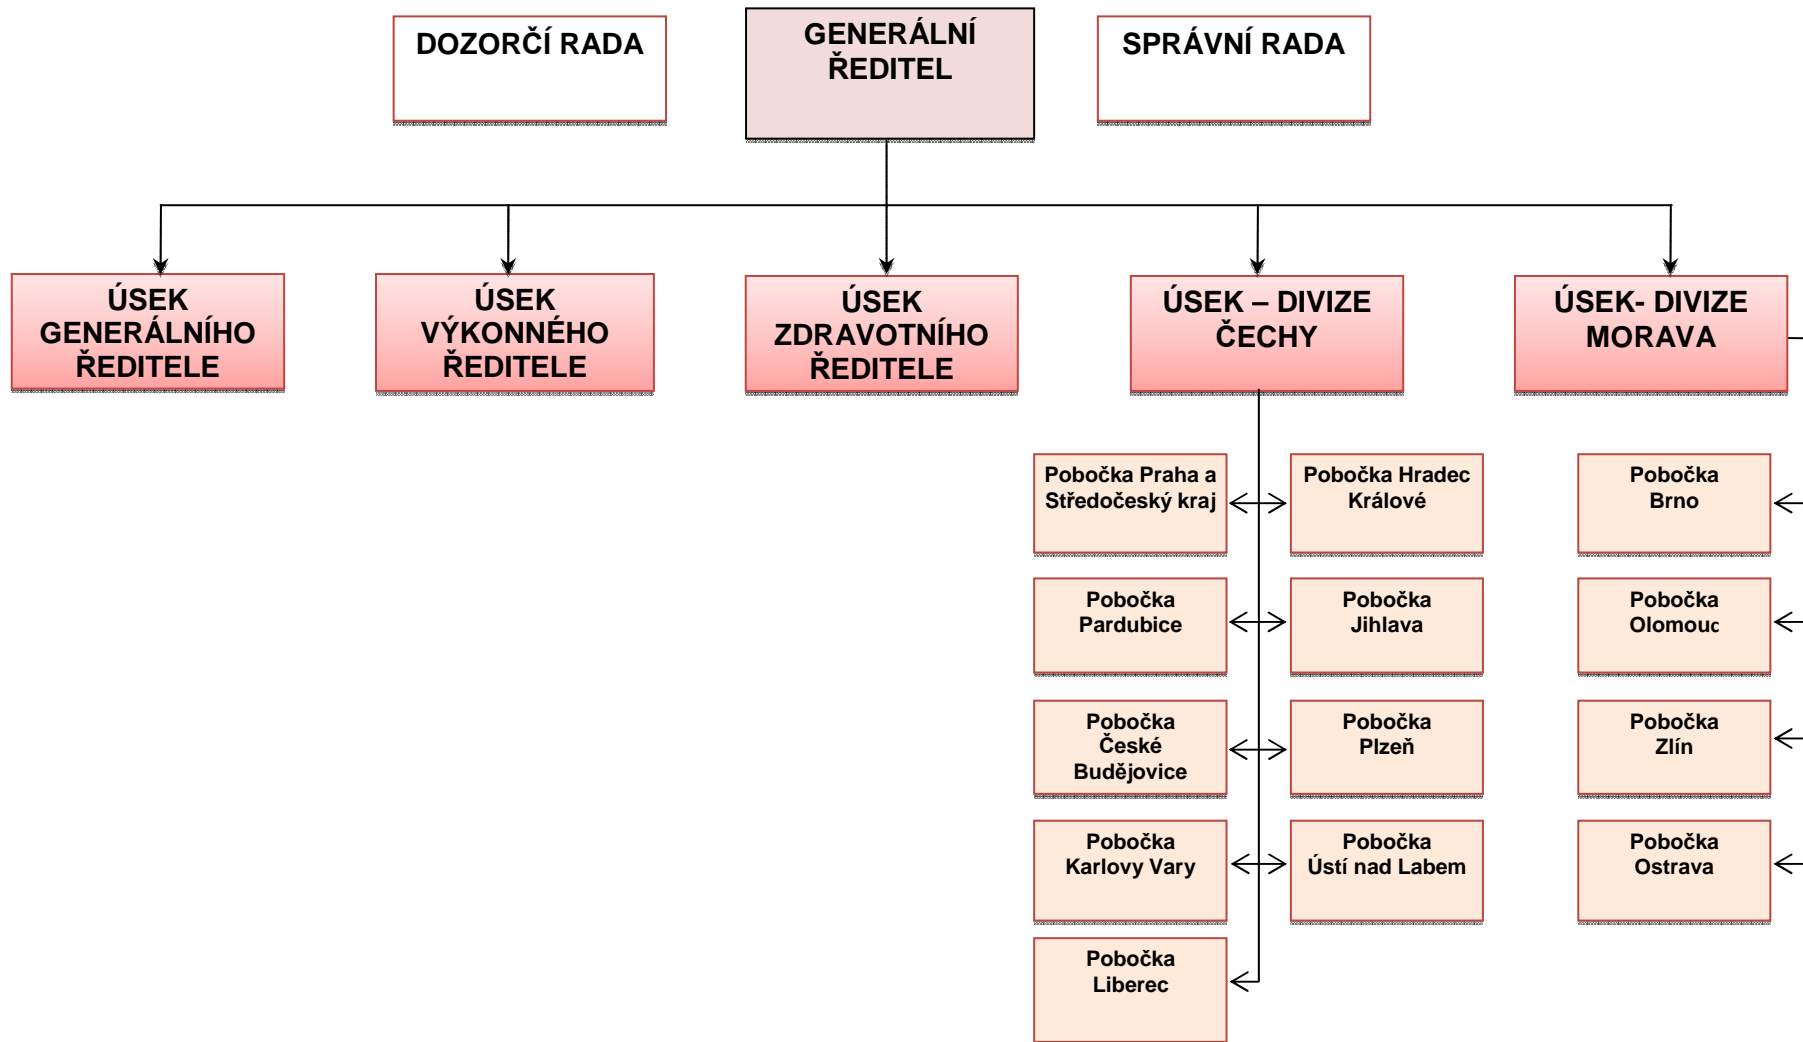 DOZORČÍ RADA
GENERÁLNÍ
ŘEDITEL
SPRÁVNÍ RADA
ÚSEK
GENERÁLNÍHO
ŘEDITELE
ÚSEK
VÝKONNÉHO
ŘEDITELE
ÚSEK
ZDRAVOTNÍHO
ŘEDITELE
ÚSEK – DIVIZE
ČECHY
ÚSEK- DIVIZE
MORAVA
Pobočka Praha a
Středočeský kraj
Pobočka Hradec
Králové
Pobočka
Brno
Pobočka
Pardubice
Pobočka
Jihlava
Pobočka
Olomouc
Pobočka
České
Budějovice
Pobočka
Plzeň
Pobočka
Zlín
Pobočka
Karlovy Vary
Pobočka
Ústí nad Labem
Pobočka
Ostrava
Pobočka
Liberec